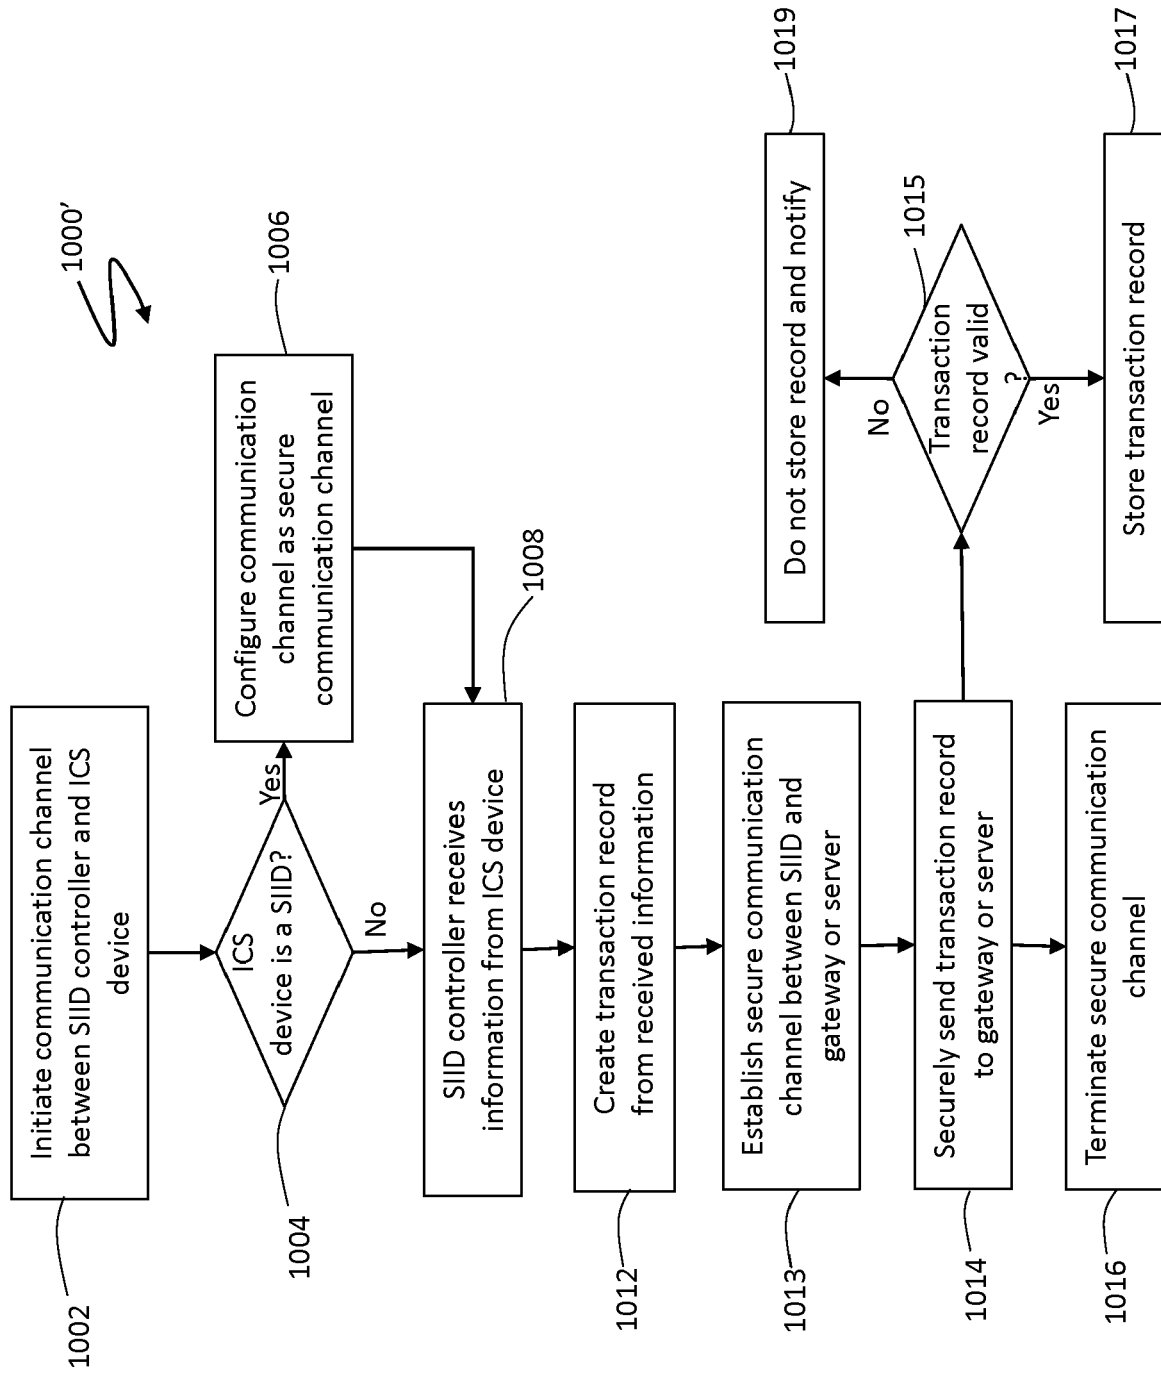 1000'
1002
Initiate communication channel
between SIID controller and ICS
device
1004
ICS
device is a SIID?
Yes
No
1006
Configure communication
channel as secure
communication channel
1008
SIID controller receives
information from ICS device
1012
Create transaction record
from received information
1013
Establish secure communication
channel between SIID and
gateway or server
1014
Securely send transaction record
to gateway or server
1016
Terminate secure communication
channel
1015
Transaction
record valid
?
No
Yes
1019
Do not store record and notify
1017
Store transaction record